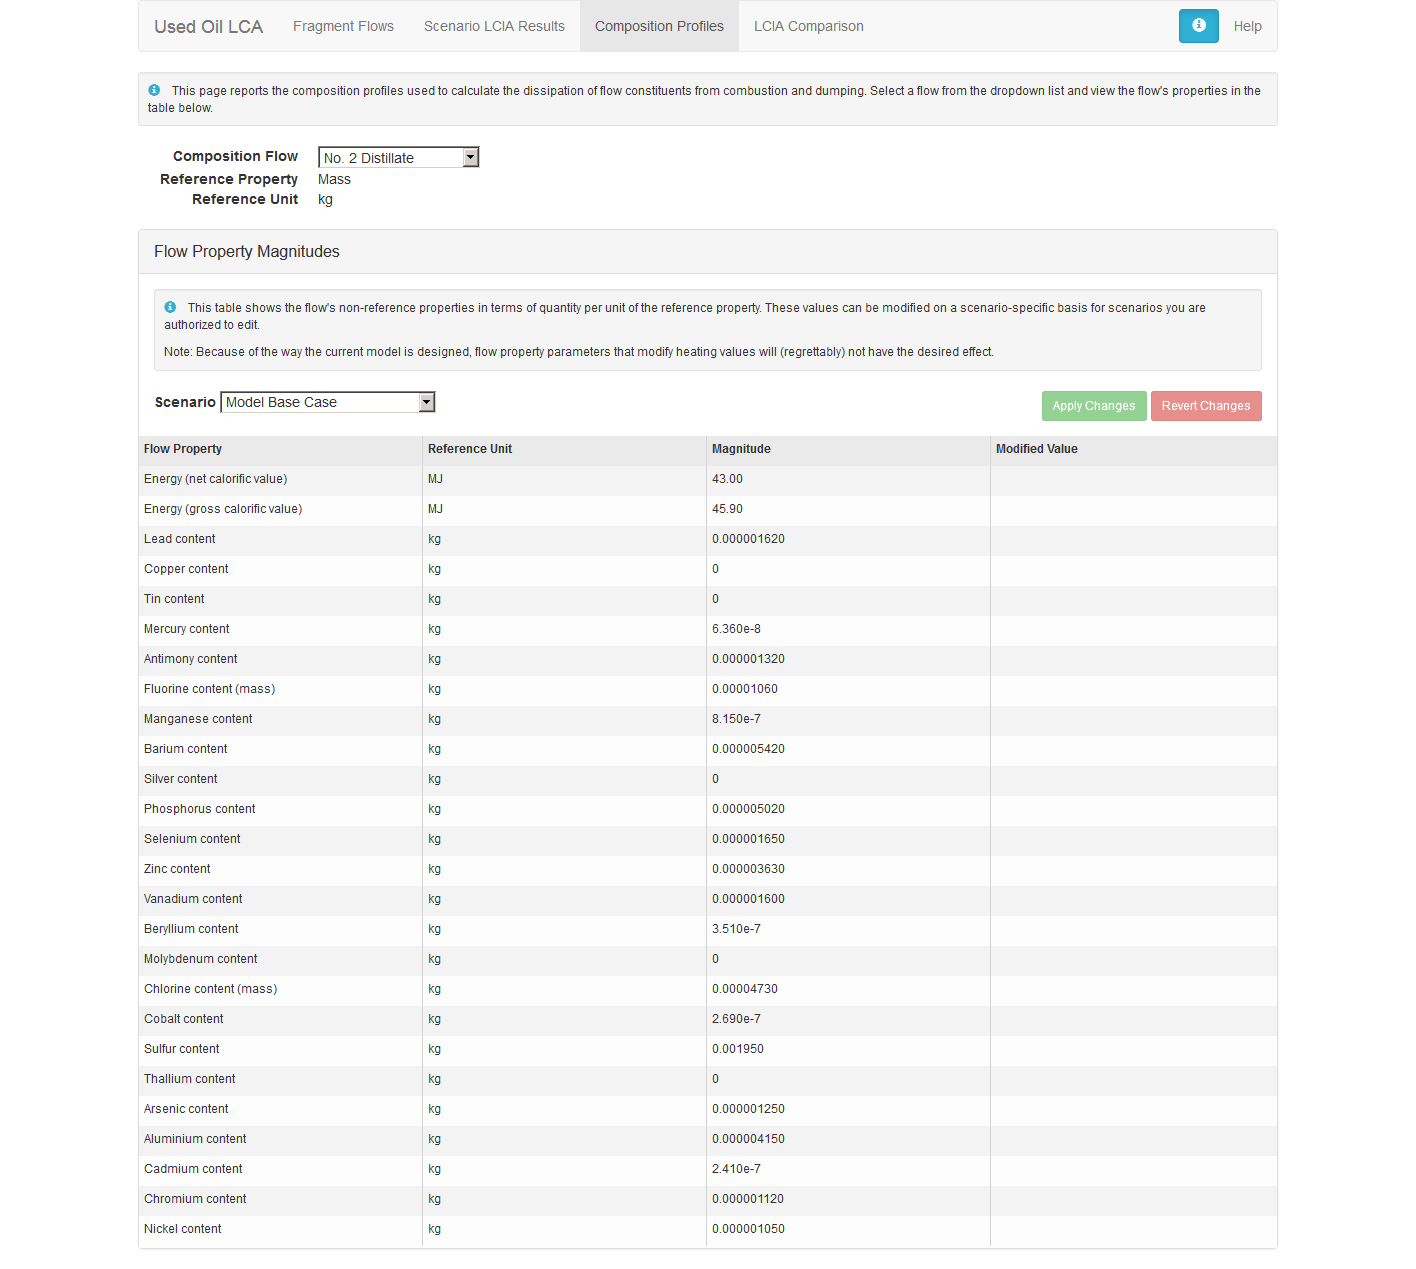 Used Oil LCA Fragment Flows Scenario LCIA Results Composition Profiles LCIA Comparison Help
This page reports the composition profiles used to calculate the dissipation of flow constituents from combustion and dumping. Select a flow from the dropdown list and view the flow's properties in the
table below.
Composition Flow No. 2 Distillate
Reference Property Mass
Reference Unit kg
Flow Property Magnitudes
This table shows the flow's non-reference properties in terms of quantity per unit of the reference property. These values can be modified on a scenario-specific basis for scenarios you are
authorized to edit.
Note: Because of the way the current model is designed, flow property parameters that modify heating values will (regrettably) not have the desired effect.
Scenario Model Base Case Apply Changes Revert Changes
Flow Property Reference Unit Magnitude Modified Value
Energy (net calorific value) MJ 43.00
Energy (gross calorific value) MJ 45.90
Lead content kg 0.000001620
Copper content kg 0
Tin content kg 0
Mercury content kg 6.360e-8
Antimony content kg 0.000001320
Fluorine content (mass) kg 0.00001060
Manganese content kg 8.150e-7
Barium content kg 0.000005420
Silver content kg 0
Phosphorus content kg 0.000005020
Selenium content kg 0.000001650
Zinc content kg 0.000003630
Vanadium content kg 0.000001600
Beryllium content kg 3.510e-7
Molybdenum content kg 0
Chlorine content (mass) kg 0.00004730
Cobalt content kg 2.690e-7
Sulfur content kg 0.001950
Thallium content kg 0
Arsenic content kg 0.000001250
Aluminium content kg 0.000004150
Cadmium content kg 2.410e-7
Chromium content kg 0.000001120
Nickel content kg 0.000001050